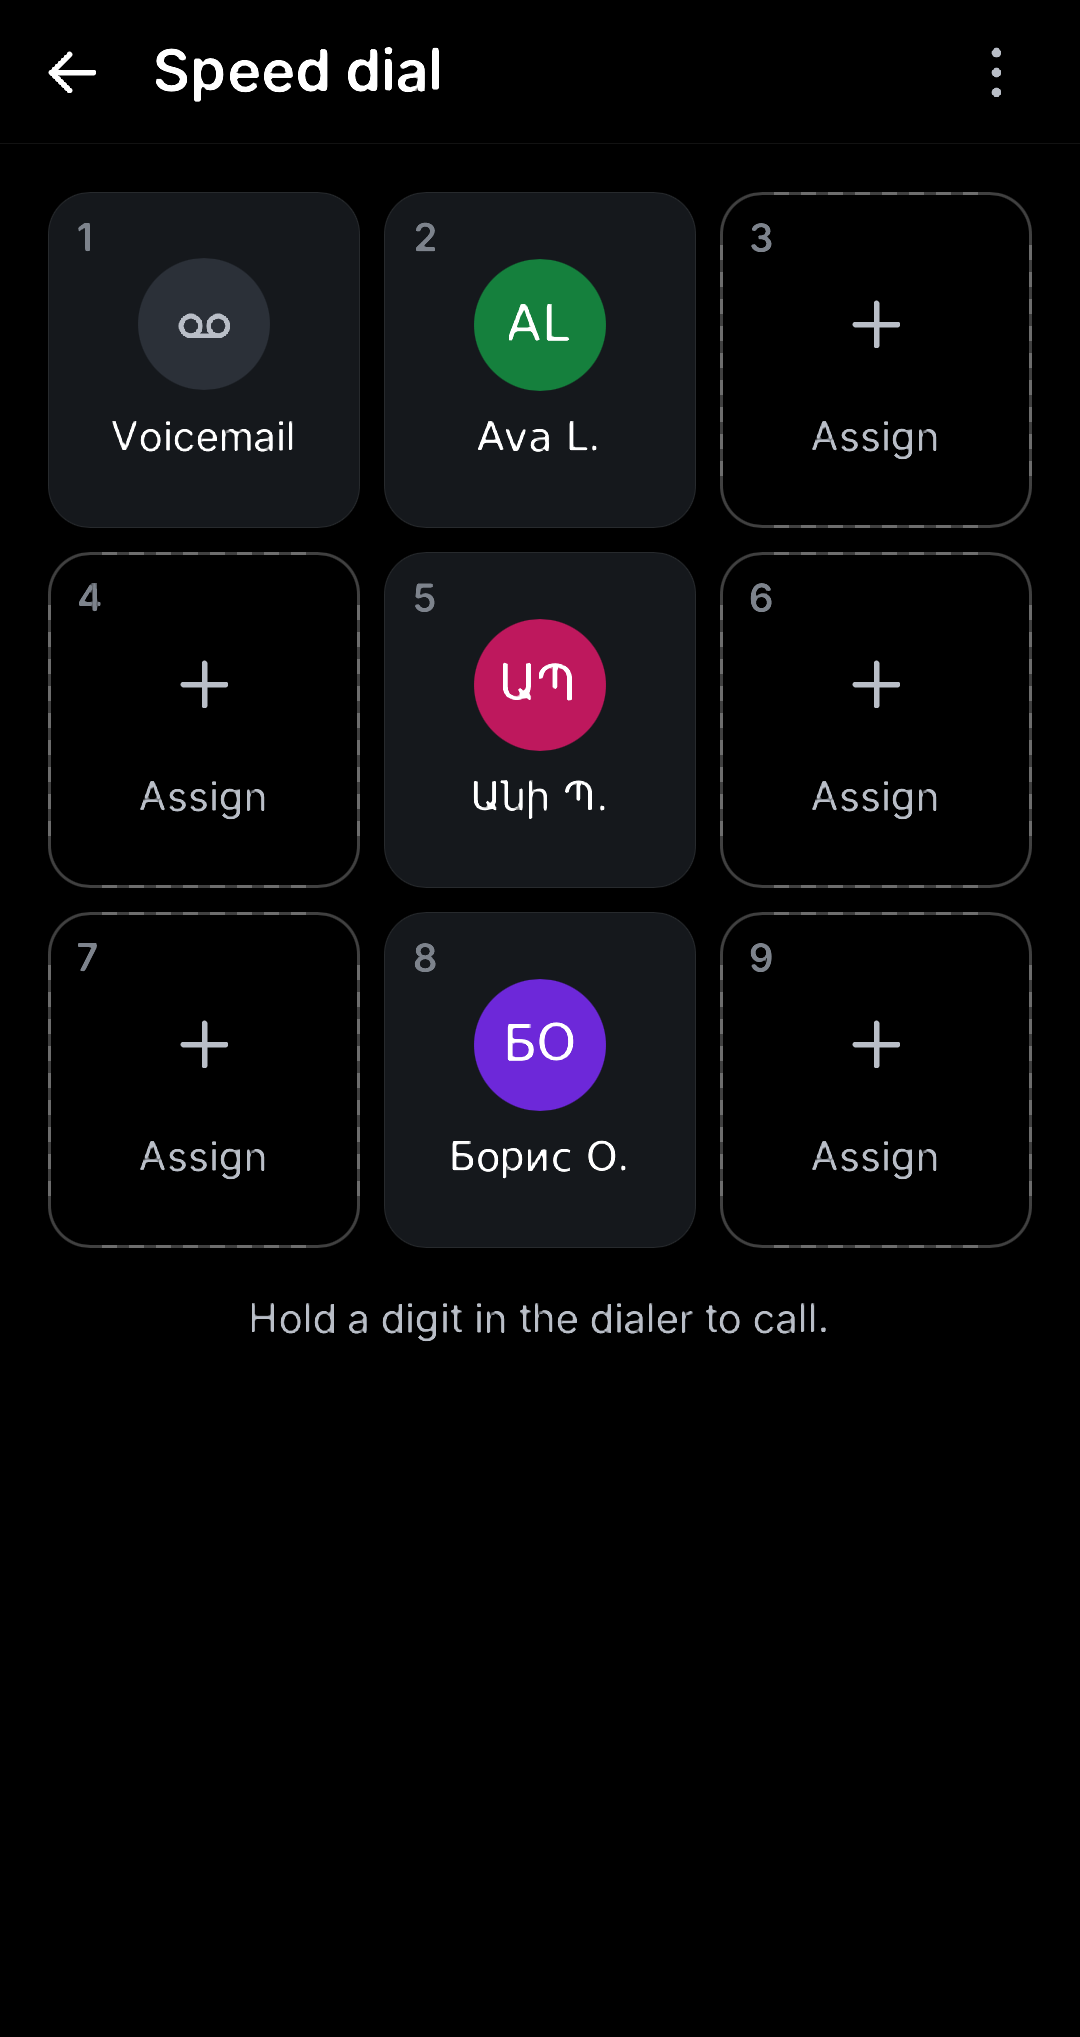 Speed dial
1
Voicemail
2
AL
Ava L.
3
Assign
4
Assign
5
ԱՊ
Անի Պ.
6
Assign
7
Assign
8
БО
Борис О.
9
Assign
Hold a digit in the dialer to call.